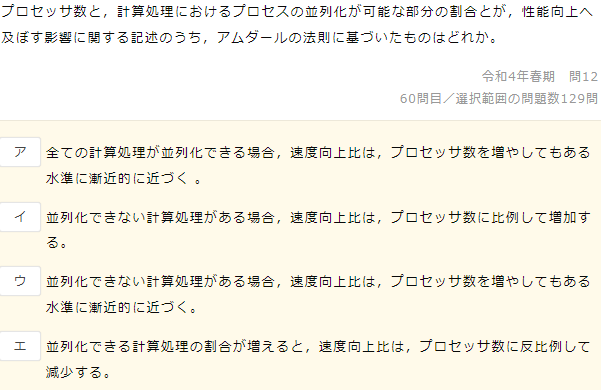 プロセッサ数と，計算処理におけるプロセスの並列化が可能な部分の割合とが，性能向上へ
及ぼす影響に関する記述のうち，アムダールの法則に基づいたものはどれか。
令和4年春期　問12
60問目／選択範囲の問題数129問
ア 全ての計算処理が並列化できる場合，速度向上比は，プロセッサ数を増やしてもある
水準に漸近的に近づく 。
イ 並列化できない計算処理がある場合，速度向上比は，プロセッサ数に比例して増加す
る。
ウ 並列化できない計算処理がある場合，速度向上比は，プロセッサ数を増やしてもある
水準に漸近的に近づく。
エ 並列化できる計算処理の割合が増えると，速度向上比は，プロセッサ数に反比例して
減少する。